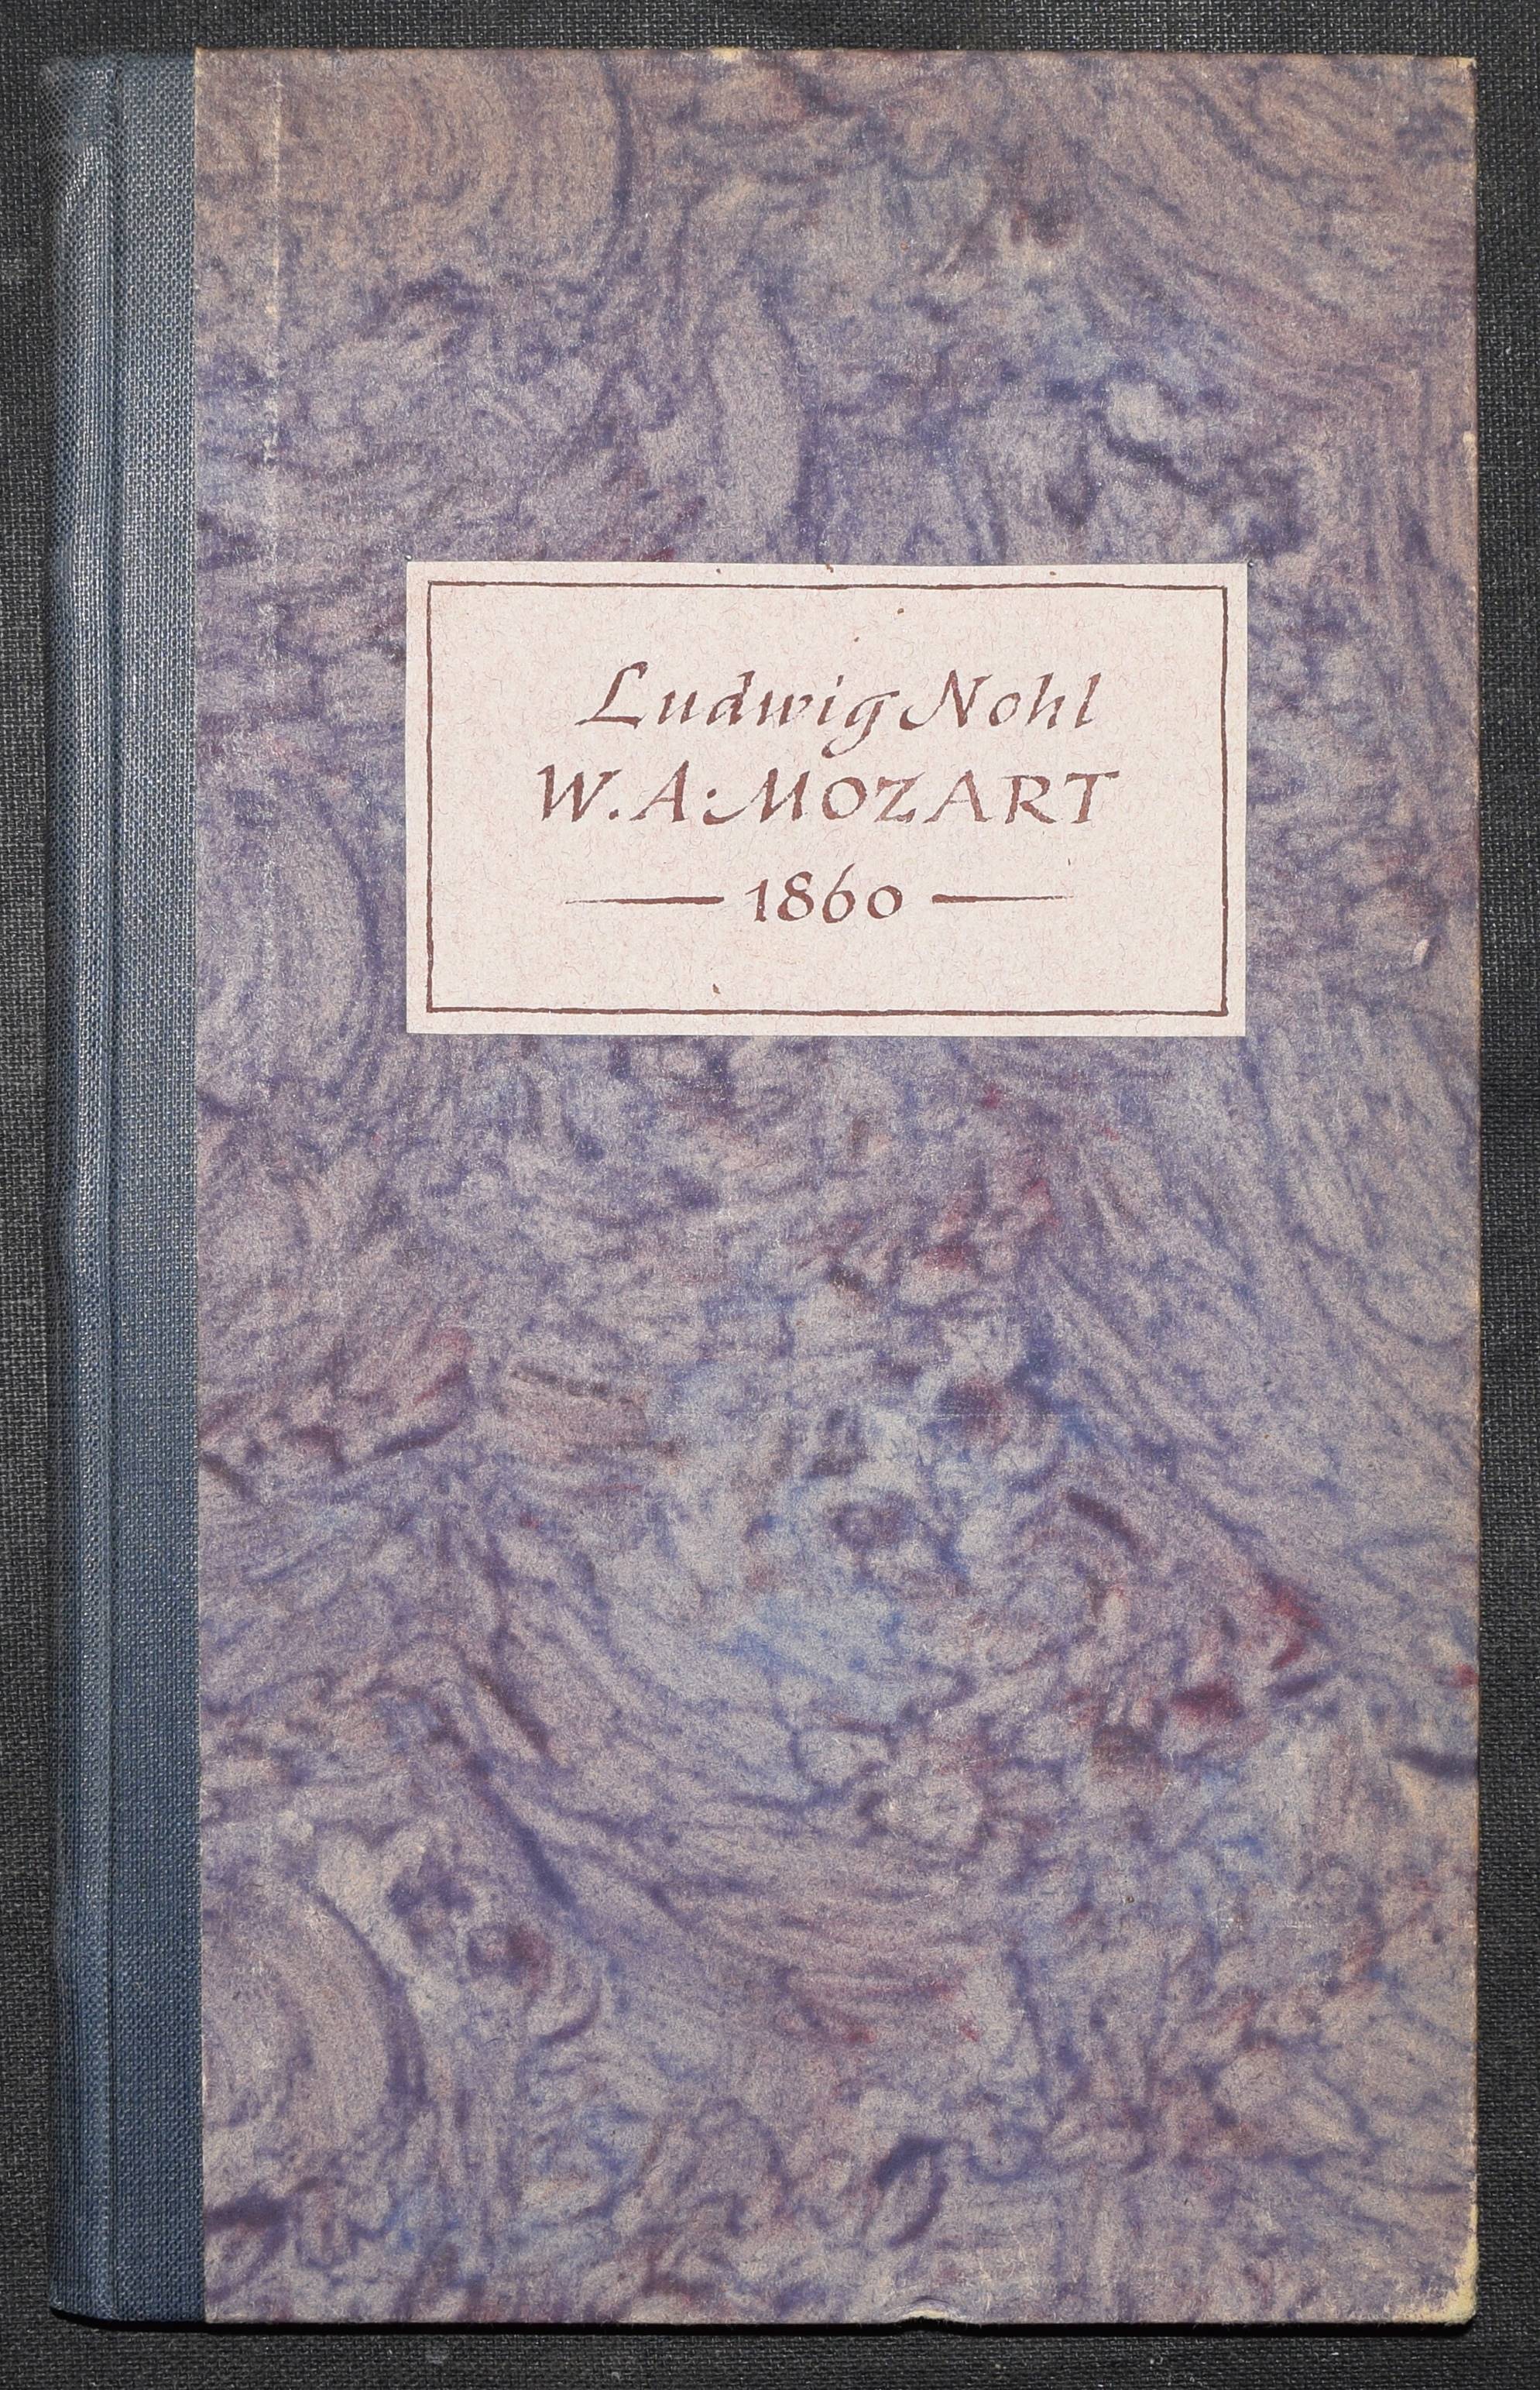 Ludwig Nohl
W. A. MOZART
1860